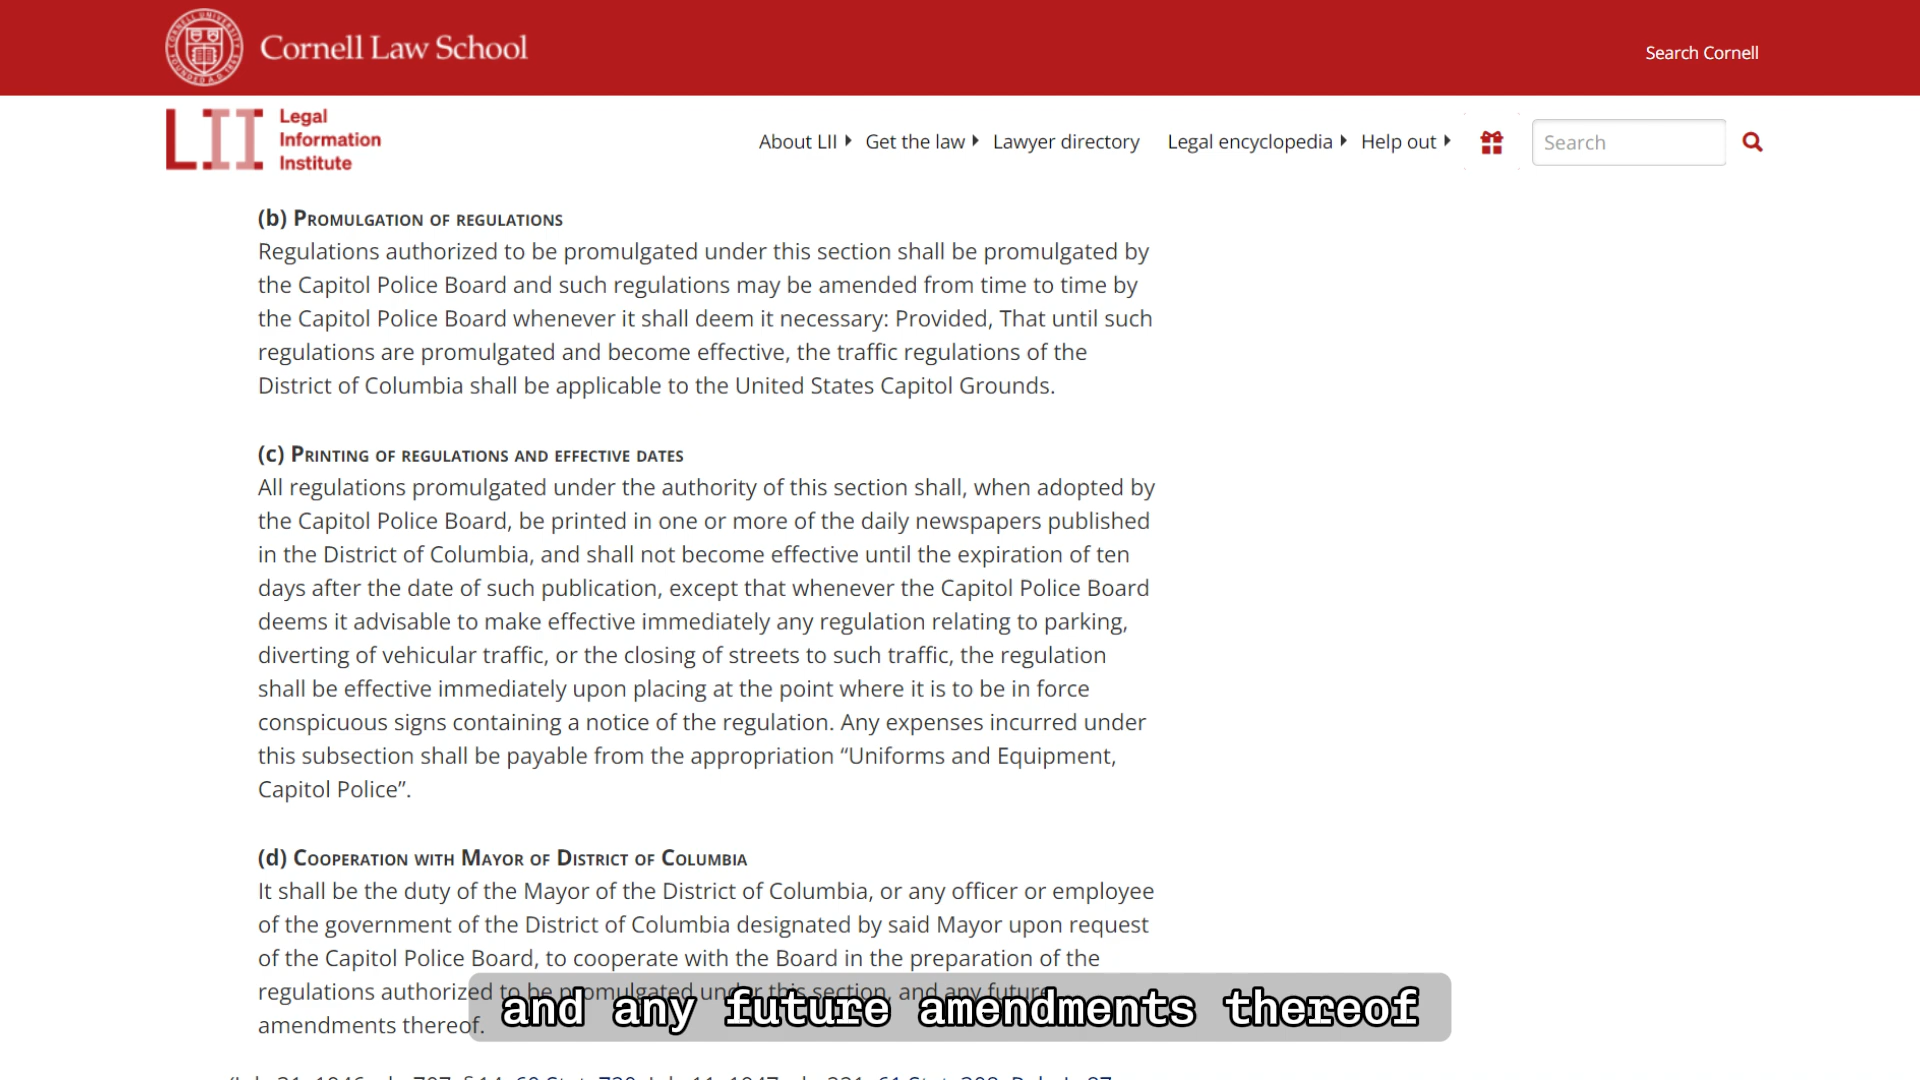 Cornell Law School
Search Cornell
LII Legal
Information
Institute
About LII Get the law Lawyer directory Legal encyclopedia Help out Search
(b) Promulgation of regulations
Regulations authorized to be promulgated under this section shall be promulgated by
the Capitol Police Board and such regulations may be amended from time to time by
the Capitol Police Board whenever it shall deem it necessary: Provided, That until such
regulations are promulgated and become effective, the traffic regulations of the
District of Columbia shall be applicable to the United States Capitol Grounds.
(c) Printing of regulations and effective dates
All regulations promulgated under the authority of this section shall, when adopted by
the Capitol Police Board, be printed in one or more of the daily newspapers published
in the District of Columbia, and shall not become effective until the expiration of ten
days after the date of such publication, except that whenever the Capitol Police Board
deems it advisable to make effective immediately any regulation relating to parking,
diverting of vehicular traffic, or the closing of streets to such traffic, the regulation
shall be effective immediately upon placing at the point where it is to be in force
conspicuous signs containing a notice of the regulation. Any expenses incurred under
this subsection shall be payable from the appropriation “Uniforms and Equipment,
Capitol Police”.
(d) Cooperation with Mayor of District of Columbia
It shall be the duty of the Mayor of the District of Columbia, or any officer or employee
of the government of the District of Columbia designated by said Mayor upon request
of the Capitol Police Board, to cooperate with the Board in the preparation of the
regulations authorized to be promulgated under this section, and any future
amendments thereof.
and any future amendments thereof